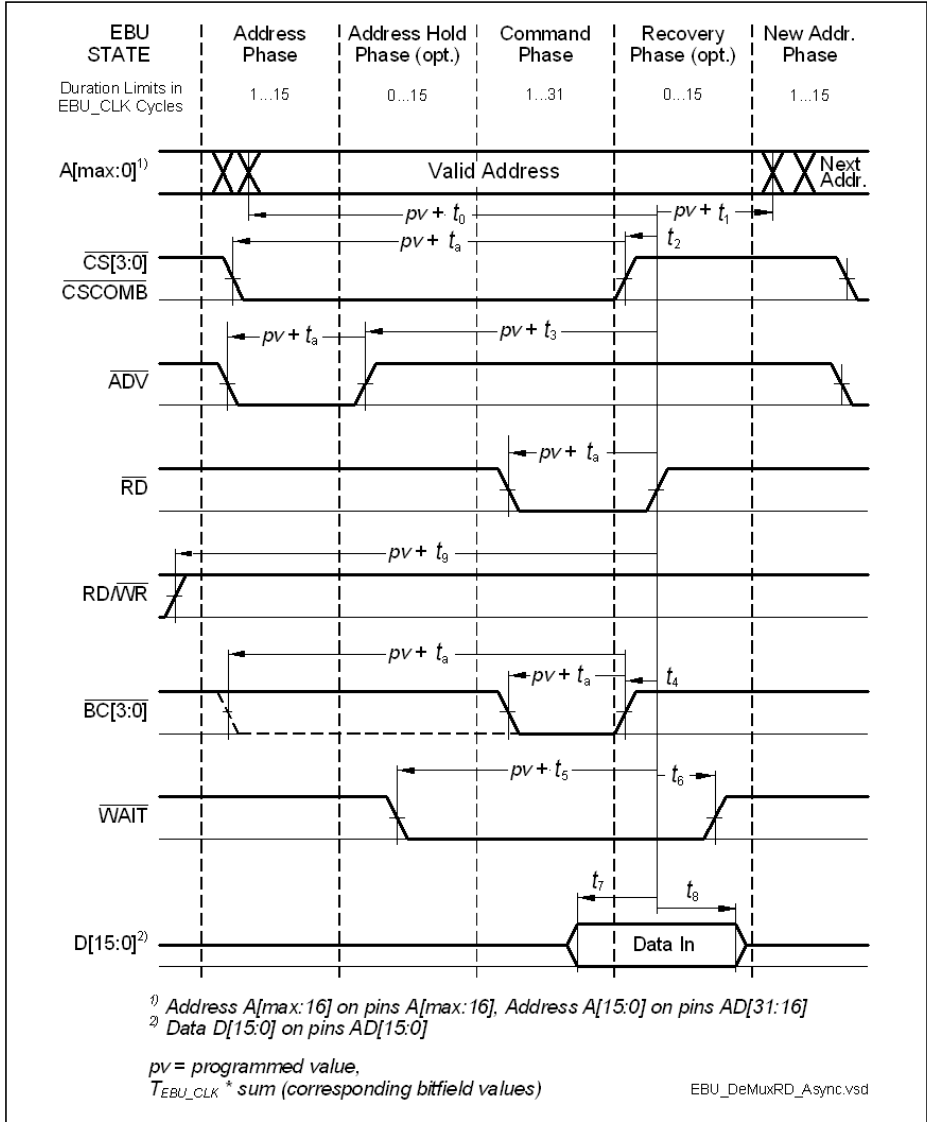 EBU STATE
Address Phase
Address Hold Phase (opt.)
Command Phase
Recovery Phase (opt.)
New Addr. Phase
Duration Limits in EBU_CLK Cycles
1...15
0...15
1...31
0...15
1...15
A[max:0]1)
Valid Address
Next Addr.
pv + t0
pv + t1
pv + ta
t2
CS[3:0]
CSCOMB
pv + ta
pv + t3
ADV
pv + ta
RD
pv + t9
RD/WR
pv + ta
pv + ta
t4
BC[3:0]
pv + t5
t6
WAIT
t7
t8
D[15:0]2)
Data In
1) Address A[max:16] on pins A[max:16], Address A[15:0] on pins AD[31:16]
2) Data D[15:0] on pins AD[15:0]
pv = programmed value,
TEBU_CLK * sum (corresponding bitfield values)
EBU_DeMuxRD_Async.vsd